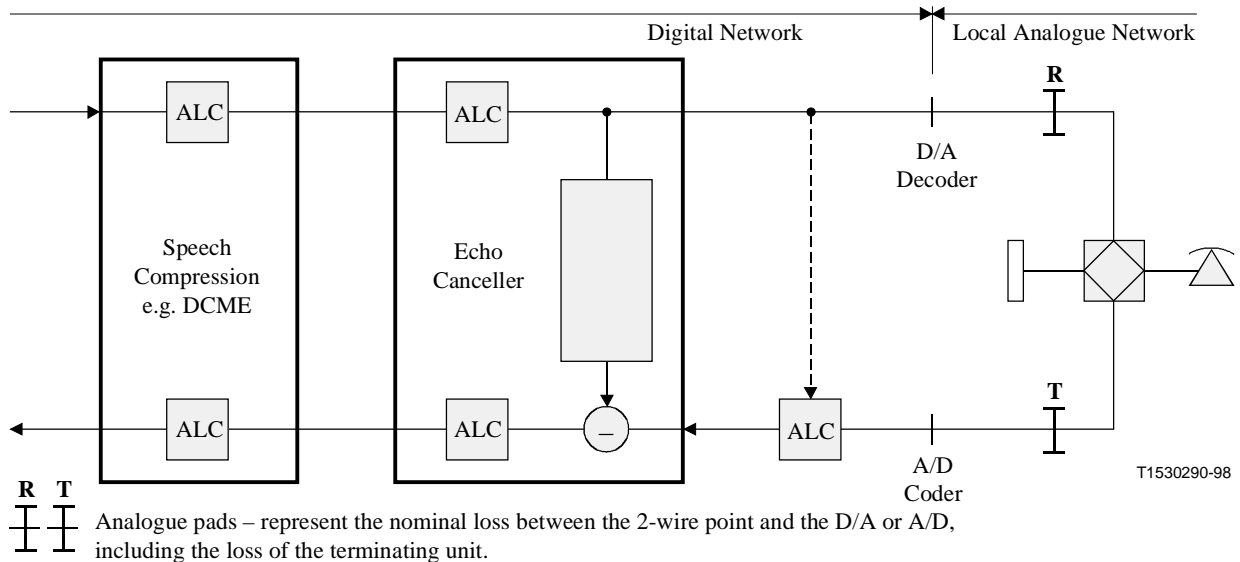 Digital Network
Local Analogue Network
R
ALC
ALC
D/A
Decoder
Speech
Compression
e.g. DCME
Echo
Canceller
T
ALC
ALC
–
ALC
A/D
Coder
T1530290-98
R T
Analogue pads – represent the nominal loss between the 2-wire point and the D/A or A/D,
including the loss of the terminating unit.